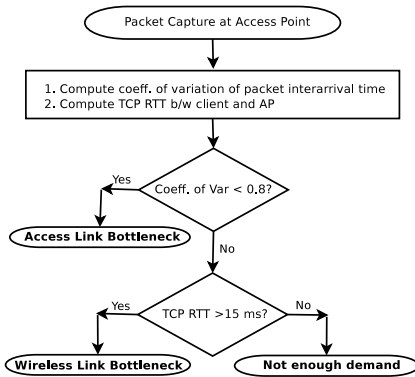 Packet Capture at Access Point
1. Compute coeff. of variation of packet interarrival time
2. Compute TCP RTT b/w client and AP
Coeff. of Var < 0.8?
Yes
Access Link Bottleneck
No
TCP RTT >15 ms?
Yes
No
Wireless Link Bottleneck
Not enough demand